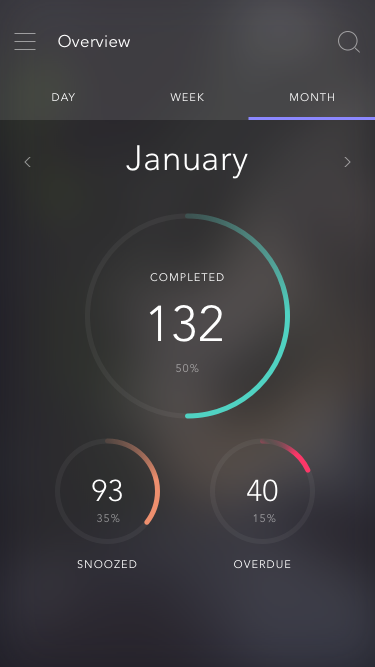 Overview
DAY WEEK MONTH
January
COMPLETED
132
50%
93 40
35% 15%
SNOOZED OVERDUE